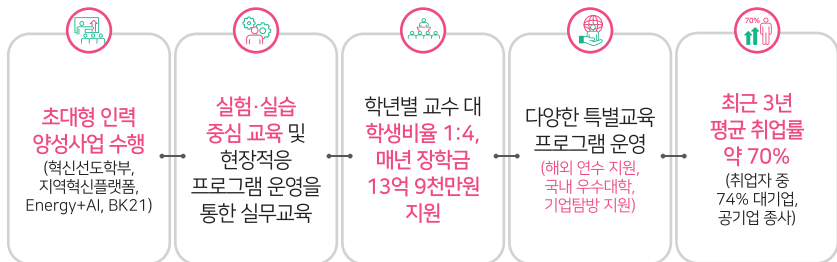 초대형 인력
양성사업 수행
(혁신선도학부,
지역혁신플랫폼,
Energy+AI, BK21)
실험·실습
중심 교육 및
현장적응
프로그램 운영을
통한 실무교육
학년별 교수 대
학생비율 1:4,
매년 장학금
13억 9천만원
지원
다양한 특별교육
프로그램 운영
(해외 연수 지원,
국내 우수대학,
기업탐방 지원)
70%
최근 3년
평균 취업률
약 70%
(취업자 중
74% 대기업,
공기업 종사)